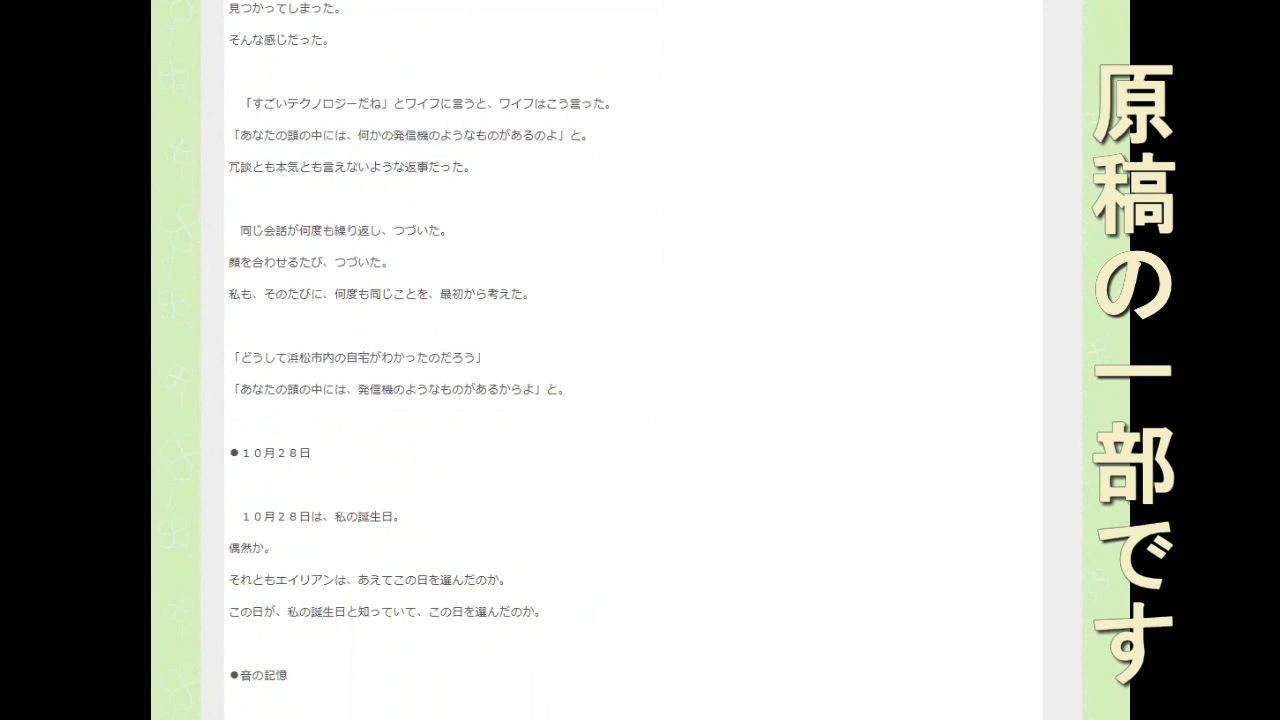 見つかってしまった。
そんな感じだった。
「すごいテクノロジーだね」とワイフに言うと、ワイフはこう言った。
「あなたの頭の中には、何かの発信機のようなものがあるのよ」と。
冗談とも本気とも言えないような返事だった。
同じ会話が何度も繰り返し、つづいた。
顔を合わせるたび、つづいた。
私も、そのたびに、何度も同じことを、最初から考えた。
「どうして浜松市内の自宅がわかったのだろう」
「あなたの頭の中には、発信機のようなものがあるからよ」と。
●１０月２８日
１０月２８日は、私の誕生日。
偶然か。
それともエイリアンは、あえてこの日を選んだのか。
この日が、私の誕生日と知っていて、この日を選んだのか。
●音の記憶
原稿の一部です